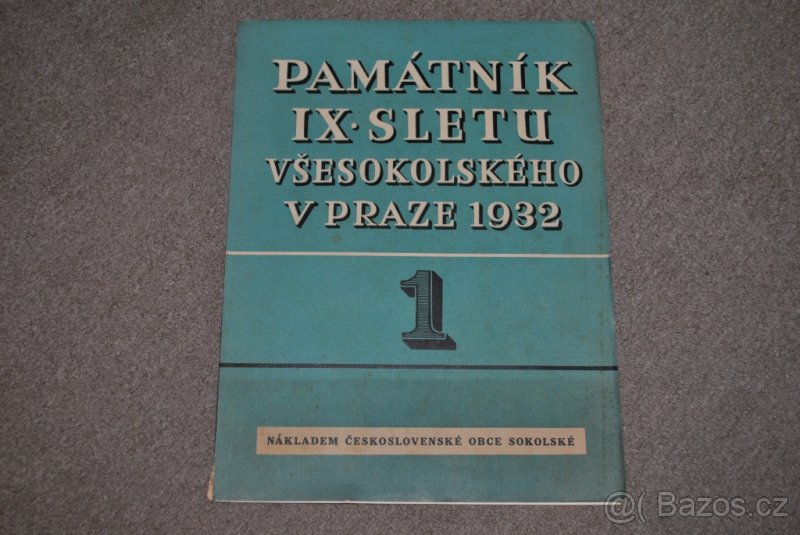 PAMÁTNÍK
IX. SLETU
VŠESOKOLSKÉHO
V PRAZE 1932
1
NÁKLADEM ČESKOSLOVENSKÉ OBCE SOKOLSKÉ
@( Bazos.cz